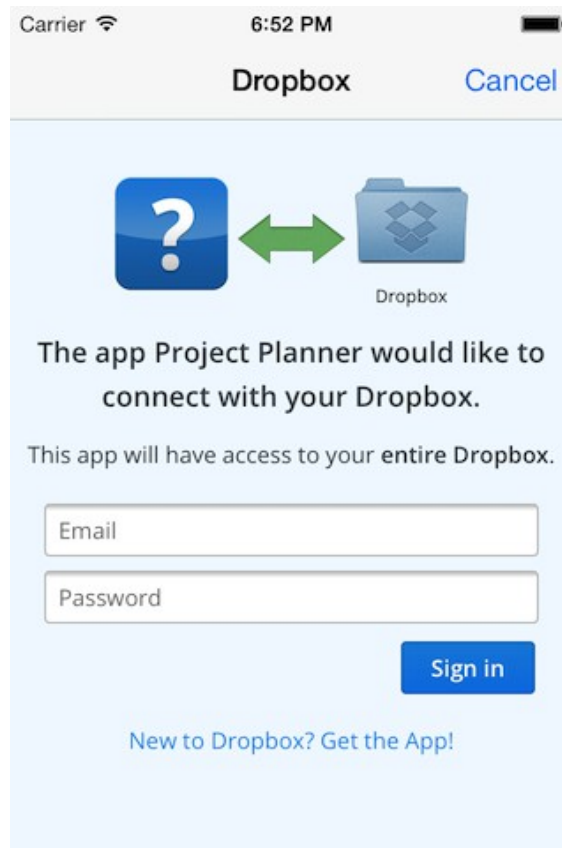 Carrier 6:52 PM
Dropbox Cancel
?
Dropbox
The app Project Planner would like to
connect with your Dropbox.
This app will have access to your entire Dropbox.
Email
Password
Sign in
New to Dropbox? Get the App!